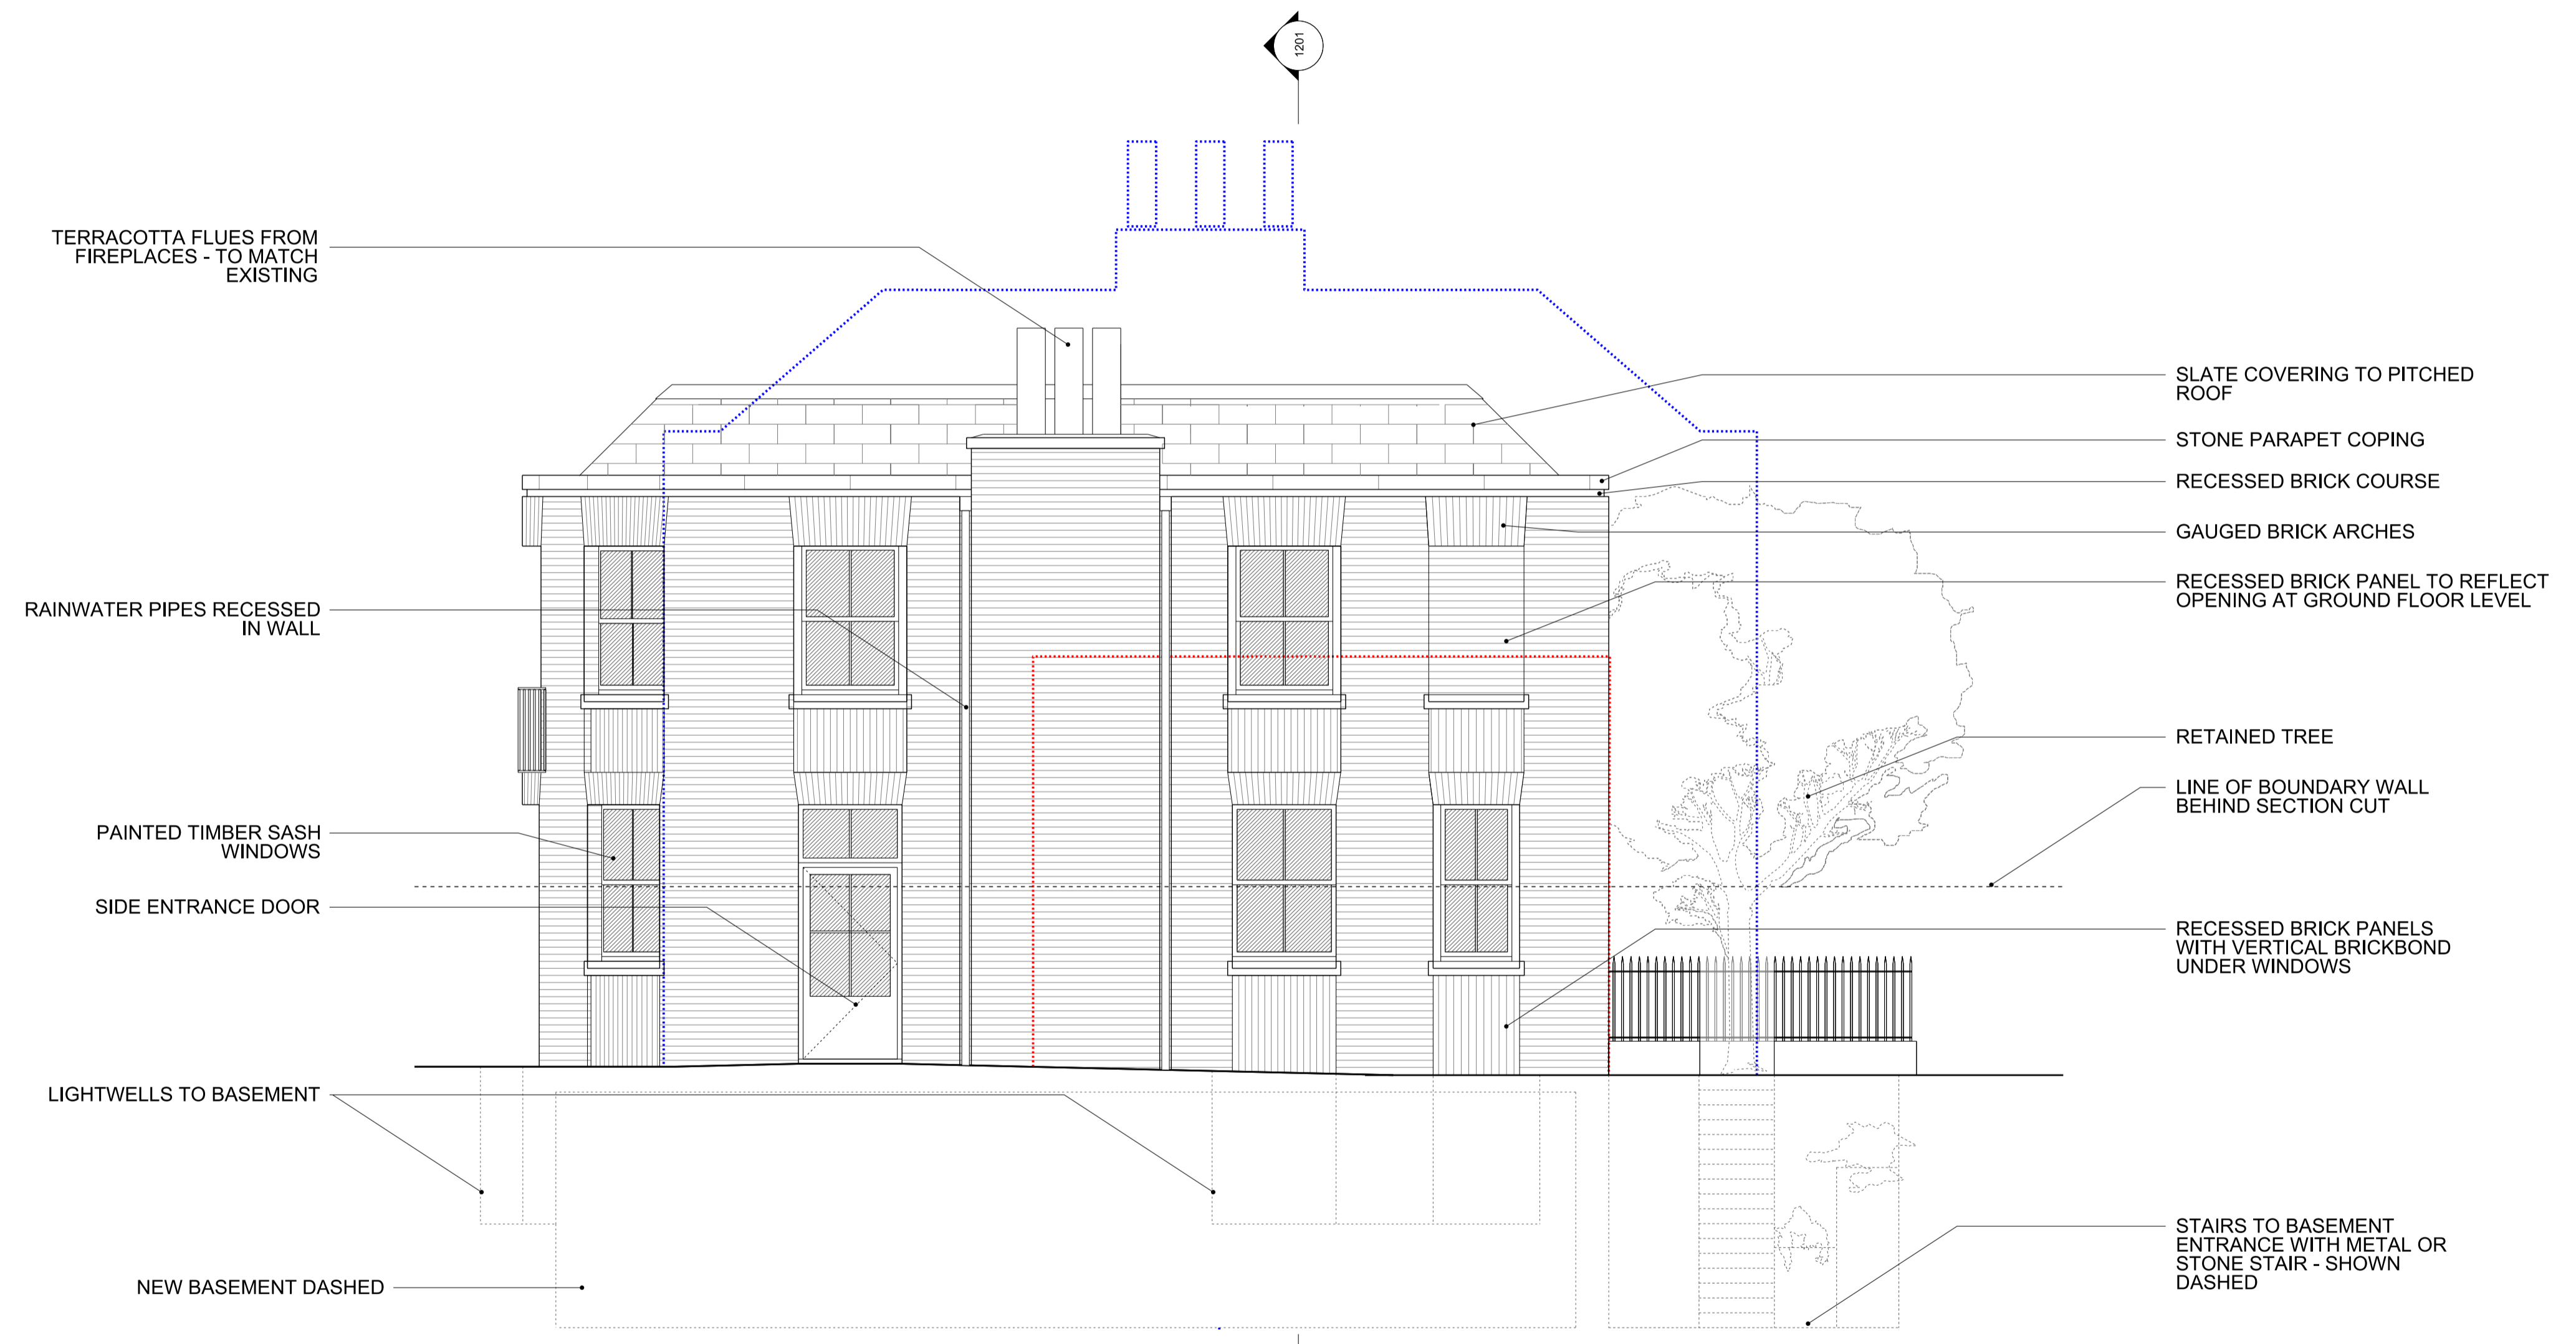 1201
TERRACOTTA FLUES FROM
FIREPLACES - TO MATCH
EXISTING
RAINWATER PIPES RECESSED
IN WALL
PAINTED TIMBER SASH
WINDOWS
SIDE ENTRANCE DOOR
LIGHTWELLS TO BASEMENT
NEW BASEMENT DASHED
SLATE COVERING TO PITCHED
ROOF
STONE PARAPET COPING
RECESSED BRICK COURSE
GAUGED BRICK ARCHES
RECESSED BRICK PANEL TO REFLECT
OPENING AT GROUND FLOOR LEVEL
RETAINED TREE
LINE OF BOUNDARY WALL
BEHIND SECTION CUT
RECESSED BRICK PANELS
WITH VERTICAL BRICKBOND
UNDER WINDOWS
STAIRS TO BASEMENT
ENTRANCE WITH METAL OR
STONE STAIR - SHOWN
DASHED